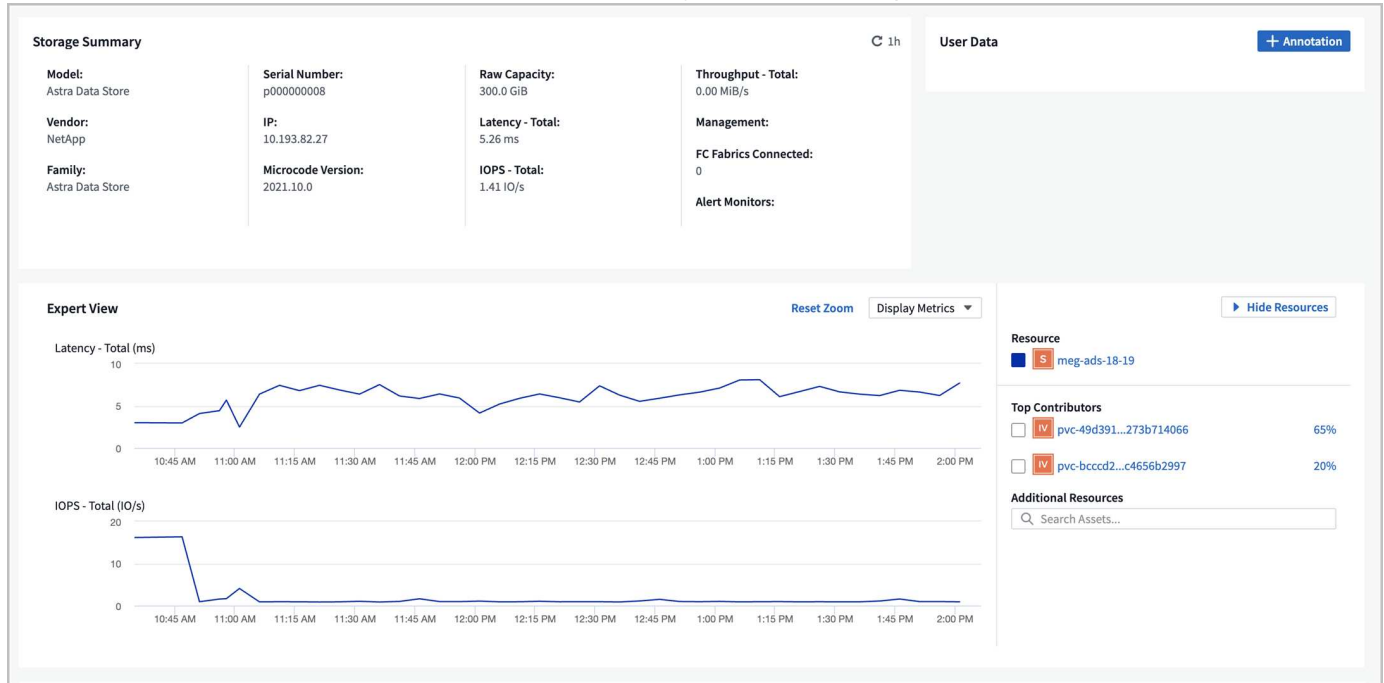 Storage Summary
1h
Model:
Astra Data Store
Vendor:
NetApp
Family:
Astra Data Store
Serial Number:
p000000008
IP:
10.193.82.27
Microcode Version:
2021.10.0
Raw Capacity:
300.0 GiB
Latency - Total:
5.26 ms
IOPS - Total:
1.41 IO/s
Throughput - Total:
0.00 MiB/s
Management:
FC Fabrics Connected:
0
Alert Monitors:
User Data
+ Annotation
Expert View
Reset Zoom
Display Metrics
Latency - Total (ms)
10
5
0
10:45 AM 11:00 AM 11:15 AM 11:30 AM 11:45 AM 12:00 PM 12:15 PM 12:30 PM 12:45 PM 1:00 PM 1:15 PM 1:30 PM 1:45 PM 2:00 PM
IOPS - Total (IO/s)
20
10
0
10:45 AM 11:00 AM 11:15 AM 11:30 AM 11:45 AM 12:00 PM 12:15 PM 12:30 PM 12:45 PM 1:00 PM 1:15 PM 1:30 PM 1:45 PM 2:00 PM
Hide Resources
Resource
S meg-ads-18-19
Top Contributors
IV pvc-49d391...273b714066 65%
IV pvc-bcccd2...c4656b2997 20%
Additional Resources
Search Assets...